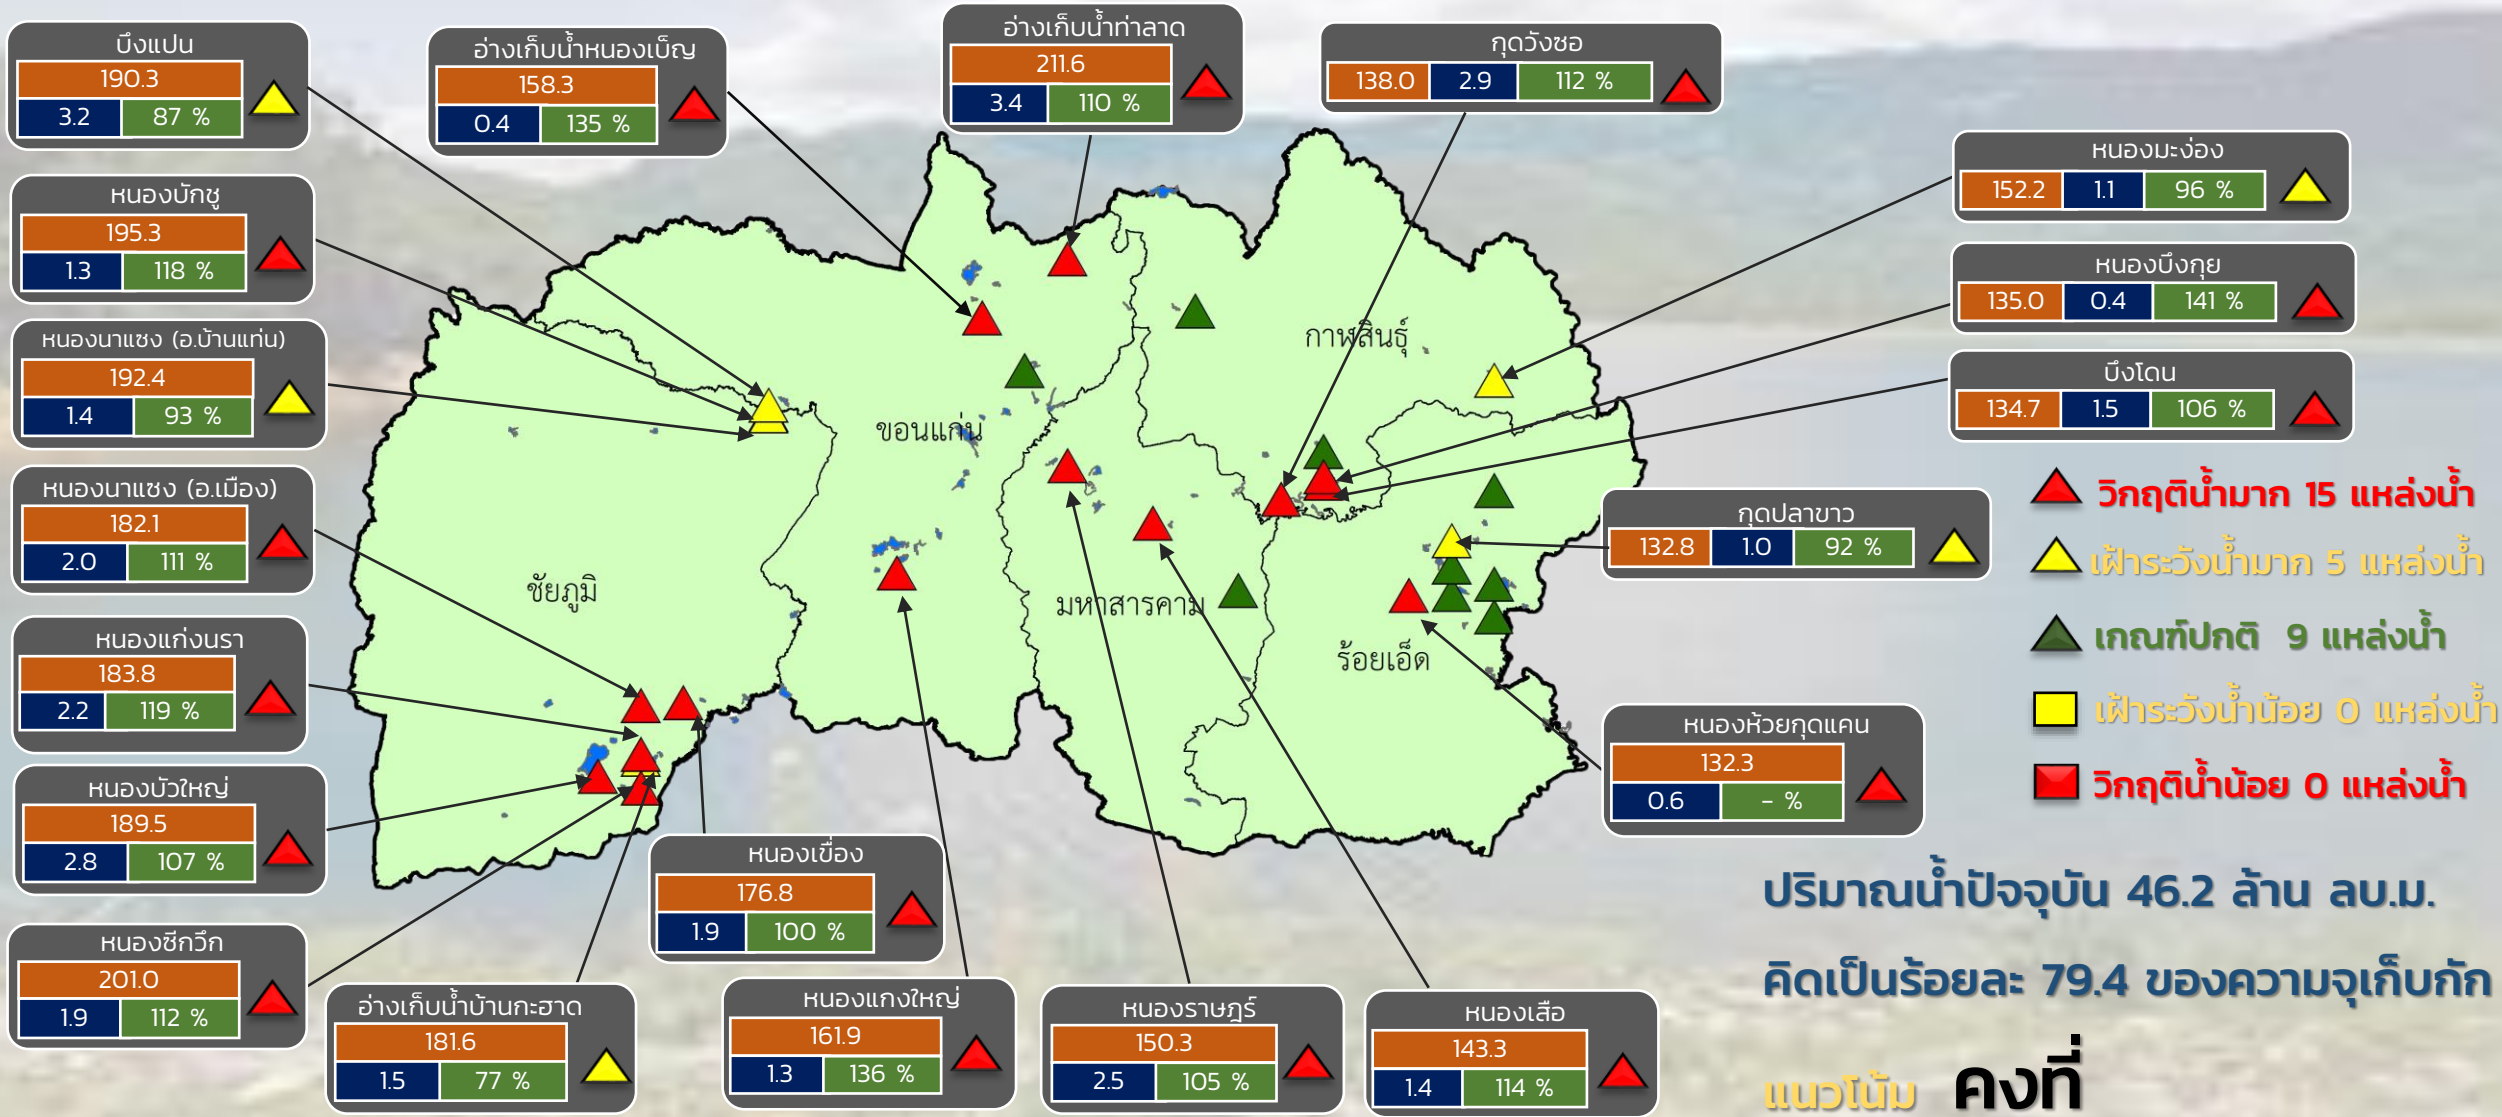 บึงแปน
190.3
3.2 87 %
อ่างเก็บน้ำหนองเบ็ญ
158.3
0.4 135 %
อ่างเก็บน้ำท่าลาด
211.6
3.4 110 %
กุดวังซอ
138.0 2.9 112 %
หนองมะง่อง
152.2 1.1 96 %
หนองบักชู
195.3
1.3 118 %
หนองบึงกุย
135.0 0.4 141 %
หนองนาแซง (อ.บ้านแท่น)
192.4
1.4 93 %
บึงโดน
134.7 1.5 106 %
กาฬสินธุ์
ขอนแก่น
ชัยภูมิ
มหาสารคาม
ร้อยเอ็ด
หนองนาแซง (อ.เมือง)
182.1
2.0 111 %
กุดปลาขาว
132.8 1.0 92 %
วิกฤติน้ำมาก 15 แหล่งน้ำ
เฝ้าระวังน้ำมาก 5 แหล่งน้ำ
เกณฑ์ปกติ 9 แหล่งน้ำ
เฝ้าระวังน้ำน้อย 0 แหล่งน้ำ
วิกฤติน้ำน้อย 0 แหล่งน้ำ
หนองแก่งนรา
183.8
2.2 119 %
หนองห้วยกุดแคน
132.3
0.6 - %
หนองบัวใหญ่
189.5
2.8 107 %
หนองเขื่อง
176.8
1.9 100 %
หนองซีกวึก
201.0
1.9 112 %
อ่างเก็บน้ำบ้านกะฮาด
181.6
1.5 77 %
หนองแกงใหญ่
161.9
1.3 136 %
หนองราษฎร์
150.3
2.5 105 %
หนองเสือ
143.3
1.4 114 %
ปริมาณน้ำปัจจุบัน 46.2 ล้าน ลบ.ม.
คิดเป็นร้อยละ 79.4 ของความจุเก็บกัก
แนวโน้ม คงที่